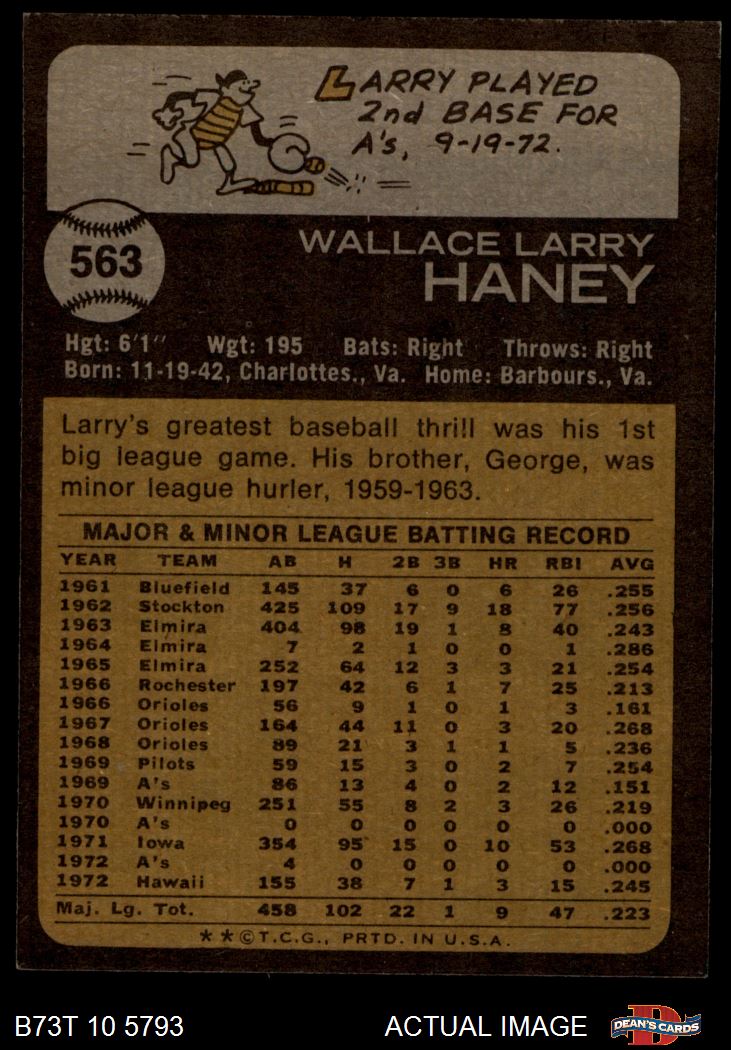 LARRY PLAYED
2nd BASE FOR
A's, 9-19-72.
563
WALLACE LARRY
HANEY
Hgt: 6'1" Wgt: 195 Bats: Right Throws: Right
Born: 11-19-42, Charlottes., Va. Home: Barbours., Va.
Larry's greatest baseball thrill was his 1st
big league game. His brother, George, was
minor league hurler, 1959-1963.
MAJOR & MINOR LEAGUE BATTING RECORD
YEAR TEAM AB H 2B 3B HR RBI AVG
1961 Bluefield 145 37 6 0 6 26 .255
1962 Stockton 425 109 17 9 18 77 .256
1963 Elmira 404 98 19 1 8 40 .243
1964 Elmira 7 2 1 0 0 1 .286
1965 Elmira 252 64 12 3 3 21 .254
1966 Rochester 197 42 6 1 7 25 .213
1966 Orioles 56 9 1 0 1 3 .161
1967 Orioles 164 44 11 0 3 20 .268
1968 Orioles 89 21 3 1 1 5 .236
1969 Pilots 59 15 3 0 2 7 .254
1969 A's 86 13 4 0 2 12 .151
1970 Winnipeg 251 55 8 2 3 26 .219
1970 A's 0 0 0 0 0 0 .000
1971 Iowa 354 95 15 0 10 53 .268
1972 A's 4 0 0 0 0 0 .000
1972 Hawaii 155 38 7 1 3 15 .245
Maj. Lg. Tot. 458 102 22 1 9 47 .223
**©T.C.G., PRTD. IN U.S.A.
B73T 10 5793 ACTUAL IMAGE
D
DEAN'S CARDS